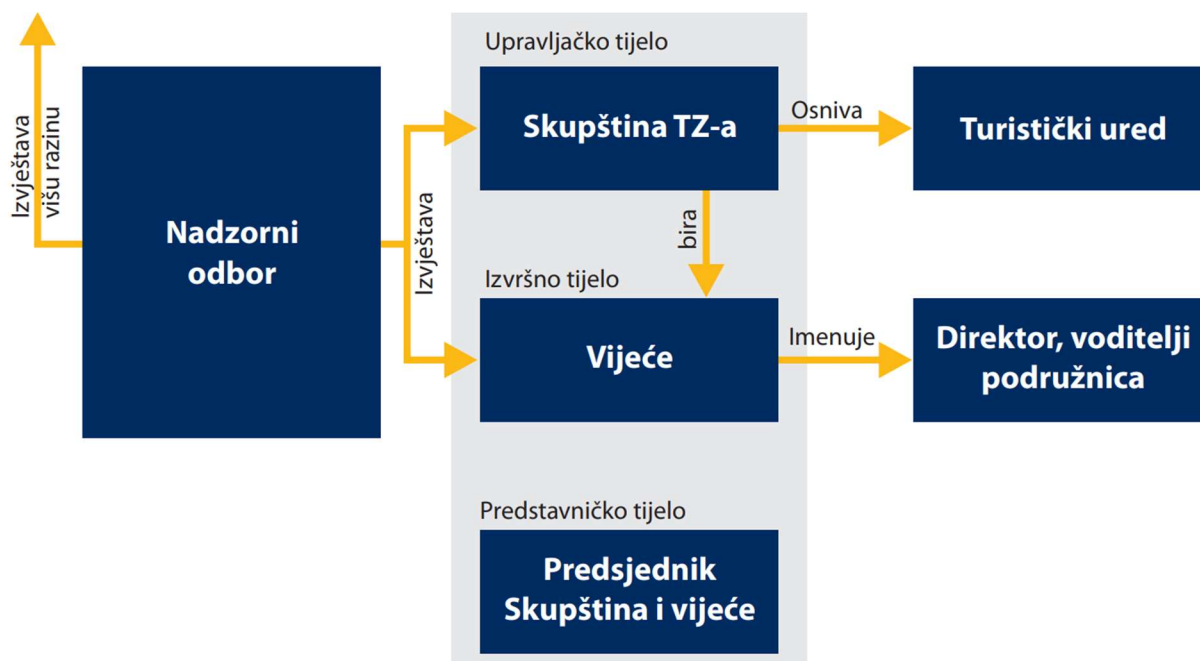 Izvještava
višu razinu
Nadzorni
odbor
Izvještava
Upravljačko tijelo
Skupština TZ-a
Osniva
Turistički ured
bira
Izvršno tijelo
Vijeće
Imenuje
Direktor, voditelji
podružnica
Predstavničko tijelo
Predsjednik
Skupština i vijeće